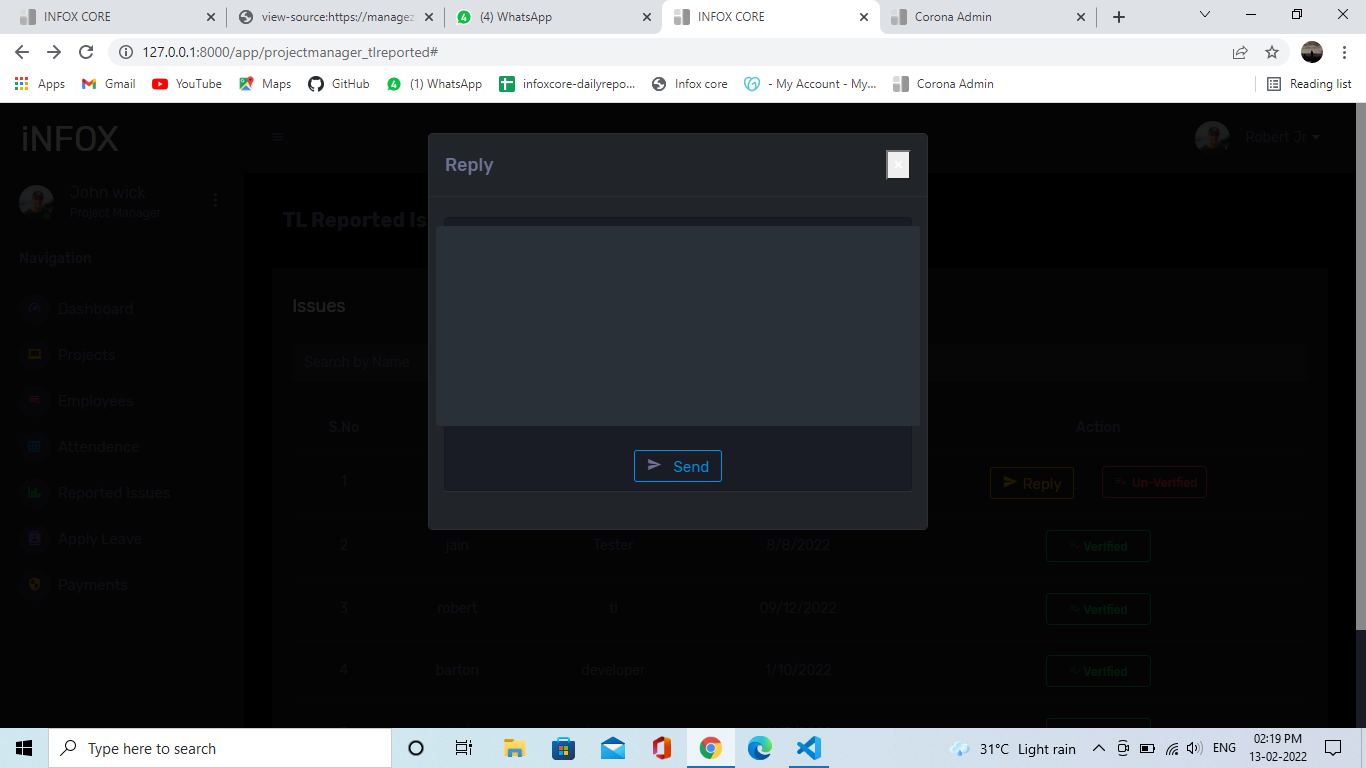 INFOX CORE
view-source:https://managez
(4) WhatsApp
INFOX CORE
Corona Admin
127.0.0.1:8000/app/projectmanager_tlreported#
Apps
Gmail
YouTube
Maps
GitHub
(1) WhatsApp
infoxcore-dailyrepo...
Infox core
- My Account - My...
Corona Admin
Reading list
iNFOX
Robert Jr
John wick
Project Manager
Navigation
Dashboard
Projects
Employees
Attendence
Reported Issues
Apply Leave
Payments
TL Reported Is
Issues
Search by Name
Reply
Send
S.No Action
1 Reply Un-Verified
2 jain Tester 8/8/2022 Verified
3 robert tl 09/12/2022 Verified
4 barton developer 1/10/2022 Verified
Type here to search
31°C Light rain
ENG
02:19 PM
13-02-2022